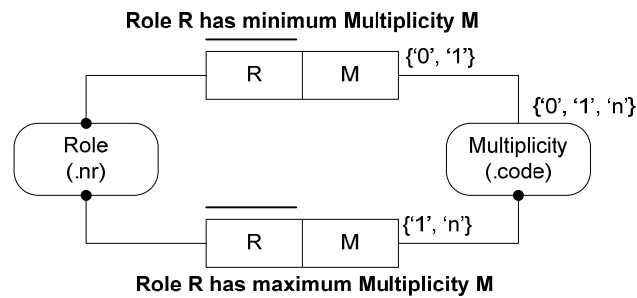 Role R has minimum Multiplicity M
R M {‘0’, ‘1’}
{‘0’, ‘1’, ‘n’}
Role
(.nr)
Multiplicity
(.code)
R M {‘1’, ‘n’}
Role R has maximum Multiplicity M